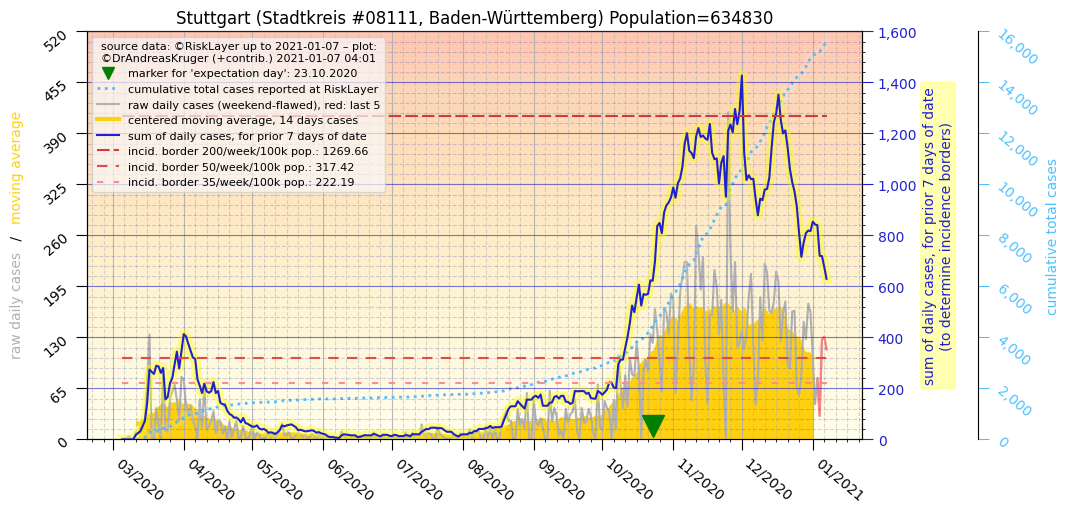 Stuttgart (Stadtkreis #08111, Baden-Württemberg) Population=634830
source data: ©RiskLayer up to 2021-01-07 – plot:
©DrAndreasKruger (+contrib.) 2021-01-07 04:01
marker for 'expectation day': 23.10.2020
cumulative total cases reported at RiskLayer
raw daily cases (weekend-flawed), red: last 5
centered moving average, 14 days cases
sum of daily cases, for prior 7 days of date
incid. border 200/week/100k pop.: 1269.66
incid. border 50/week/100k pop.: 317.42
incid. border 35/week/100k pop.: 222.19
raw daily cases / moving average
520
455
390
325
260
195
130
65
0
03/2020
04/2020
05/2020
06/2020
07/2020
08/2020
09/2020
10/2020
11/2020
12/2020
01/2021
1,600
1,400
1,200
1,000
800
600
400
200
0
sum of daily cases, for prior 7 days of date
(to determine incidence borders)
16,000
14,000
12,000
10,000
8,000
6,000
4,000
2,000
0
cumulative total cases